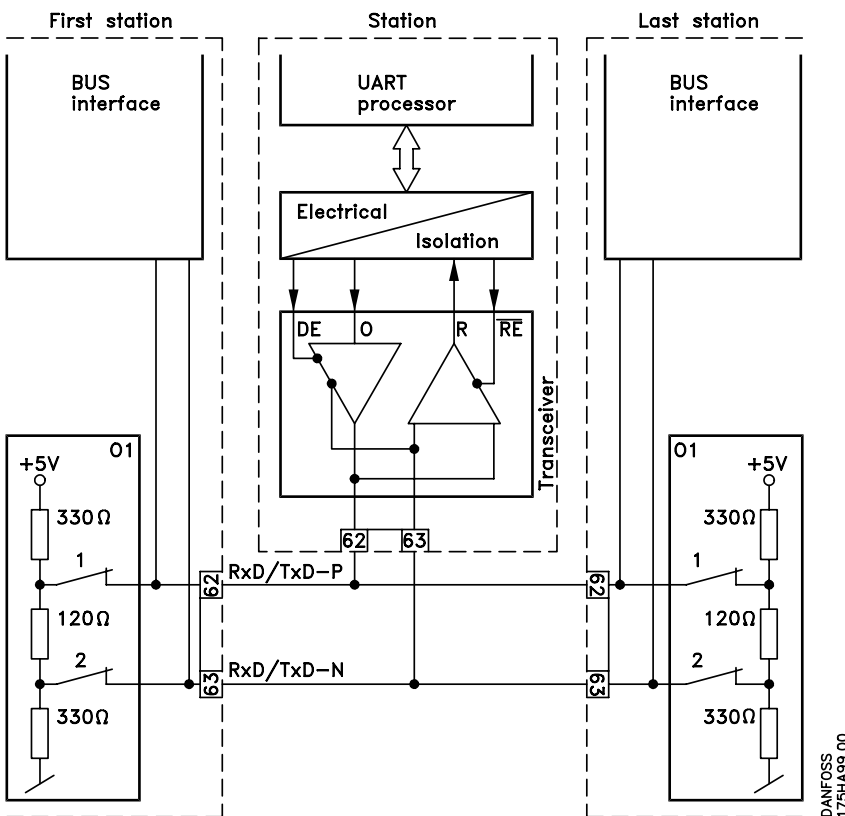 First station
Station
Last station
BUS
interface
UART
processor
BUS
interface
Electrical
Isolation
DE
O
R
RE
Transceiver
O1
+5V
330Ω
1
120Ω
2
330Ω
62
63
62
RxD/TxD-P
63
RxD/TxD-N
62
63
O1
+5V
330Ω
1
120Ω
2
330Ω
DANFOSS
175HA99.00